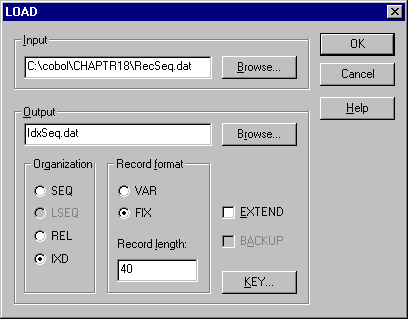 LOAD
Input
C:\cobol\CHAPTR18\RecSeq.dat
Browse...
OK
Cancel
Help
Output
IdxSeq.dat
Browse...
Organization
SEQ
LSEQ
REL
IXD
Record format
VAR
FIX
Record length:
40
EXTEND
BACKUP
KEY...